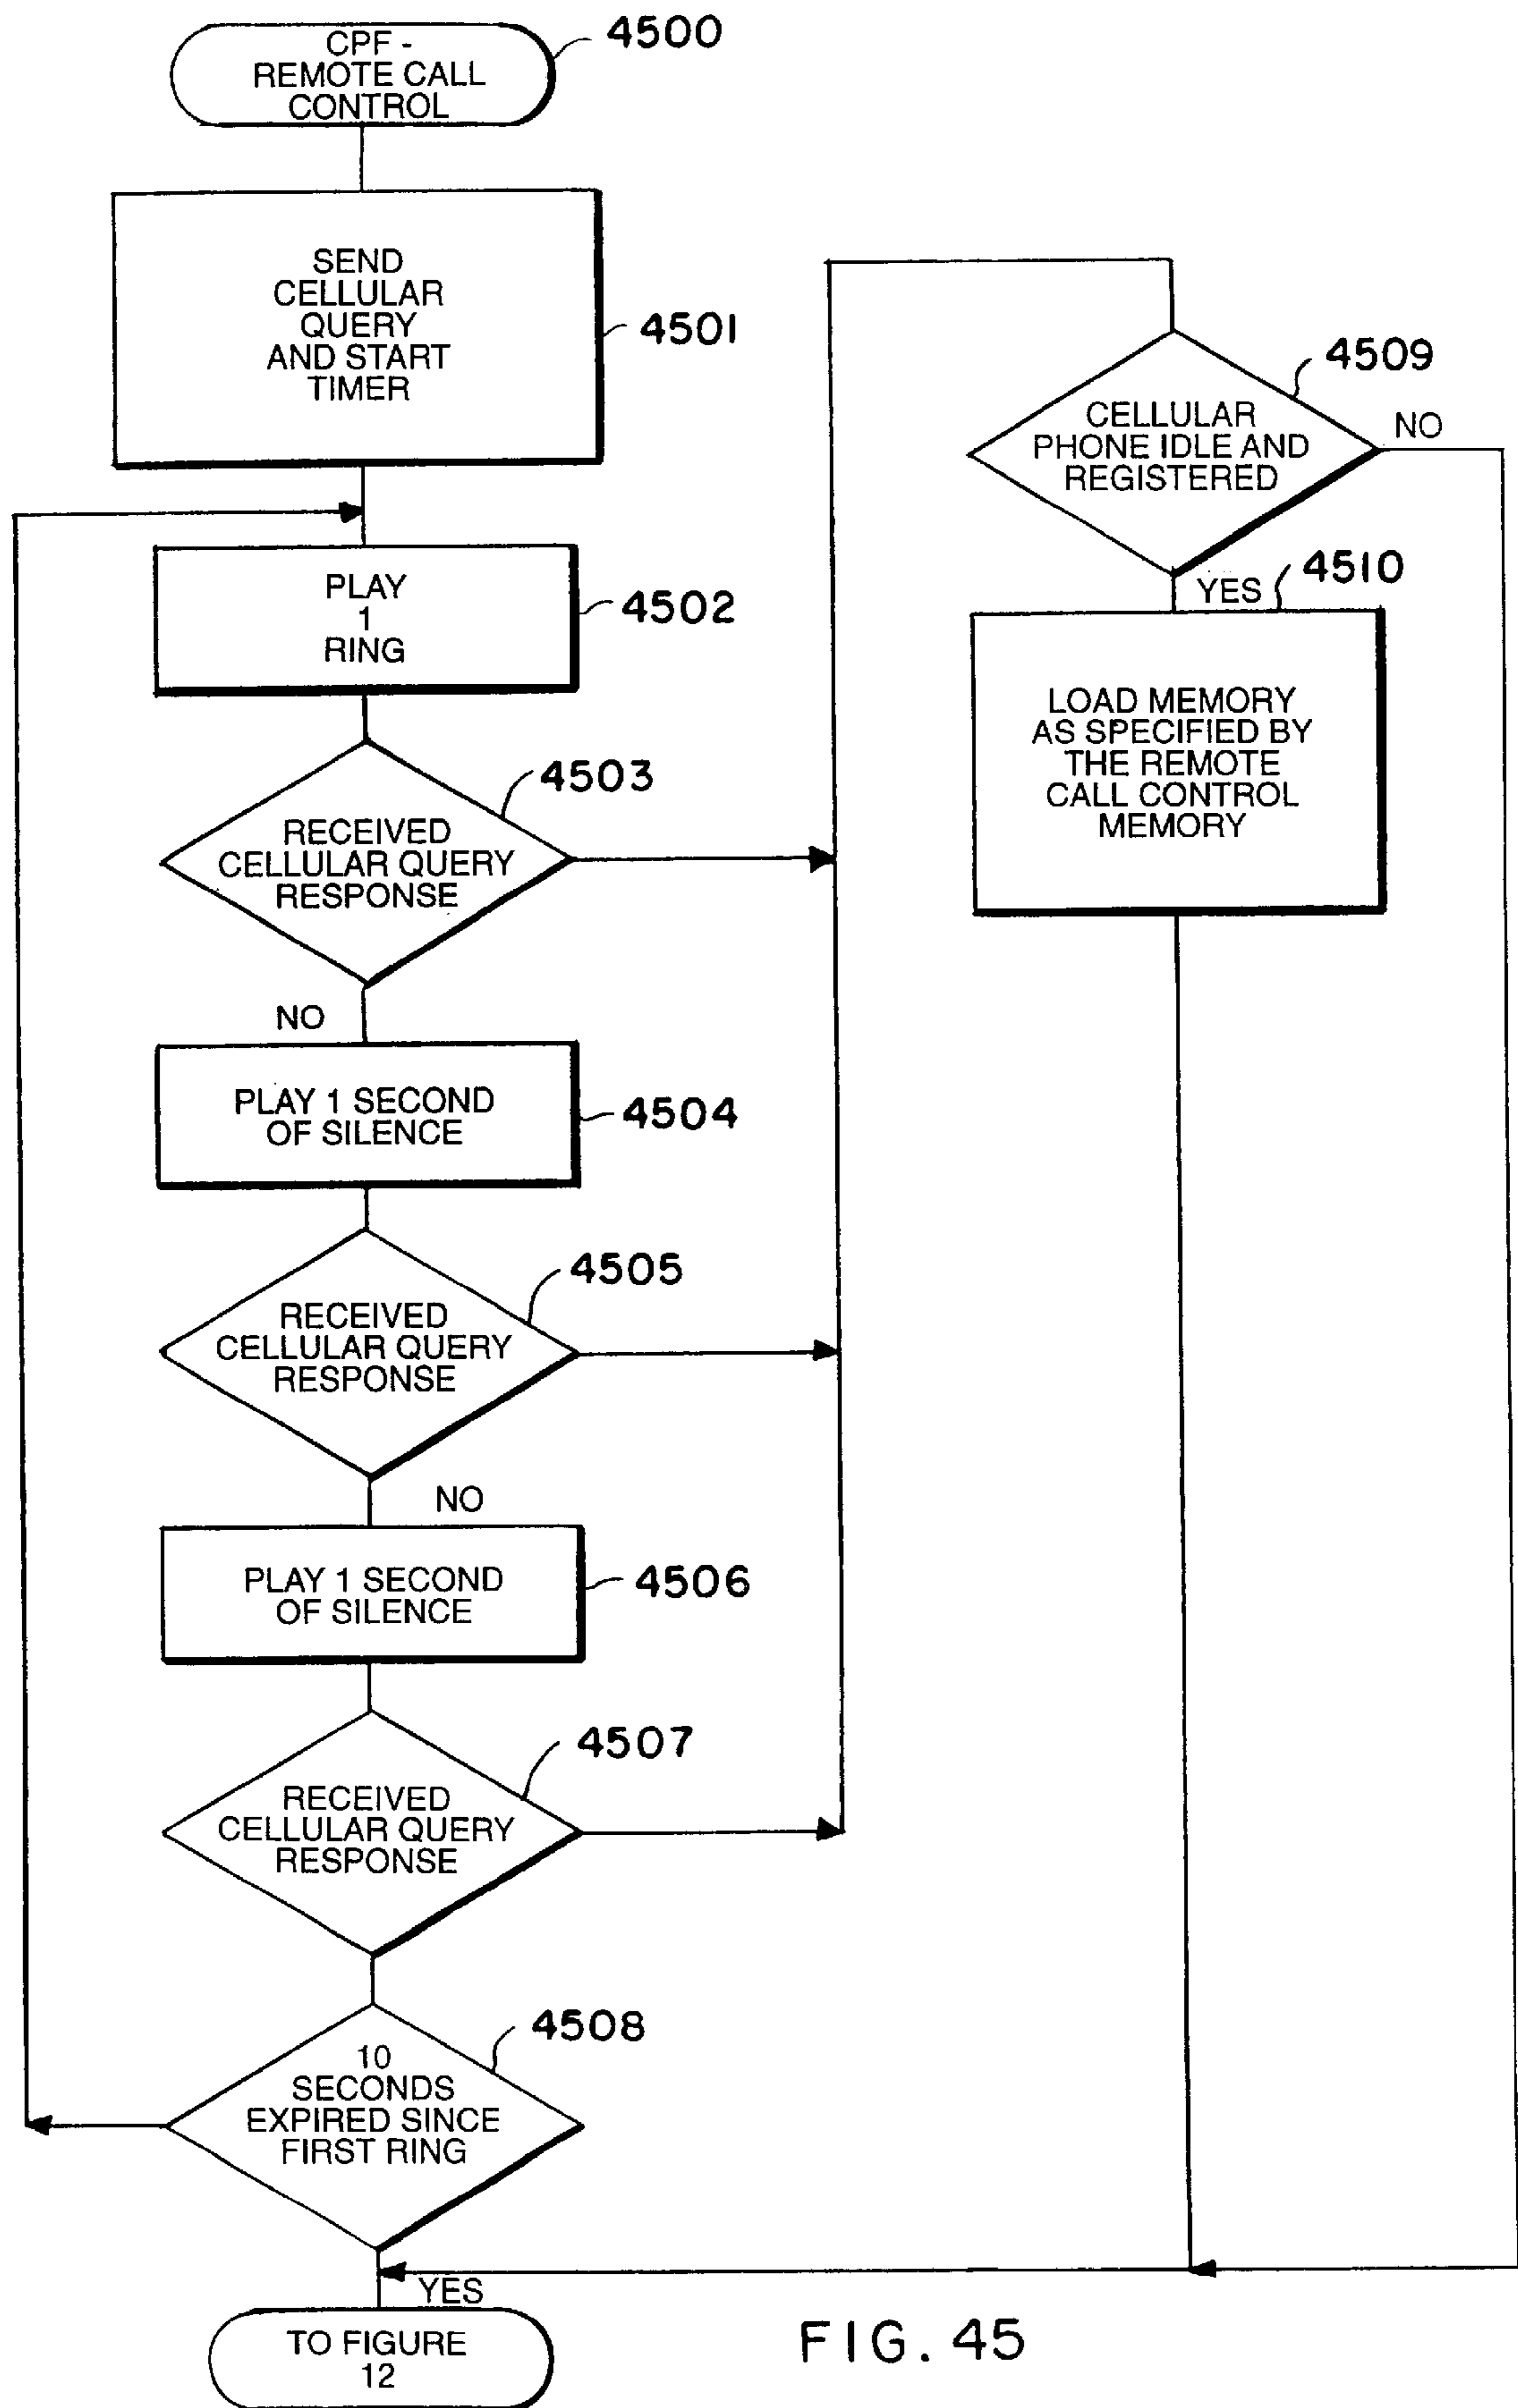 CPF -
REMOTE CALL
CONTROL
4500
SEND
CELLULAR
QUERY
AND START
TIMER
4501
PLAY
1
RING
4502
RECEIVED
CELLULAR QUERY
RESPONSE
4503
NO
PLAY 1 SECOND
OF SILENCE
4504
RECEIVED
CELLULAR QUERY
RESPONSE
4505
NO
PLAY 1 SECOND
OF SILENCE
4506
RECEIVED
CELLULAR QUERY
RESPONSE
4507
10
SECONDS
EXPIRED SINCE
FIRST RING
4508
YES
TO FIGURE
12
CELLULAR
PHONE IDLE AND
REGISTERED
4509
NO
YES
4510
LOAD MEMORY
AS SPECIFIED BY
THE REMOTE
CALL CONTROL
MEMORY
FIG. 45